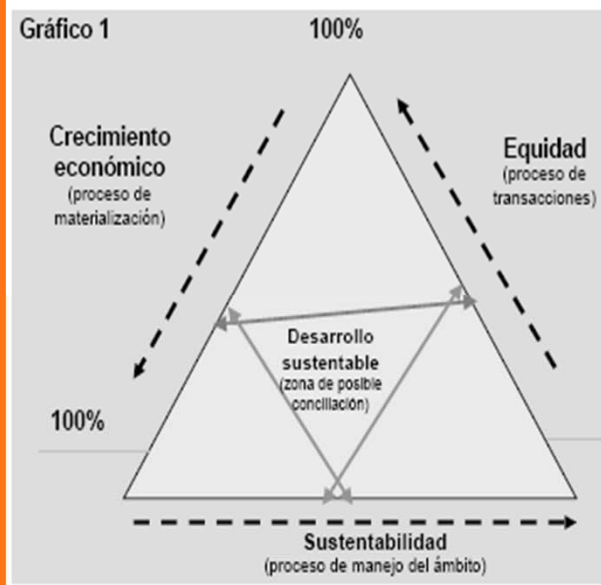 Gráfico 1
100%
Crecimiento
económico
(proceso de
materialización)
Equidad
(proceso de
transacciones)
Desarrollo
sustentable
(zona de posible
conciliación)
100%
Sustentabilidad
(proceso de manejo del ámbito)